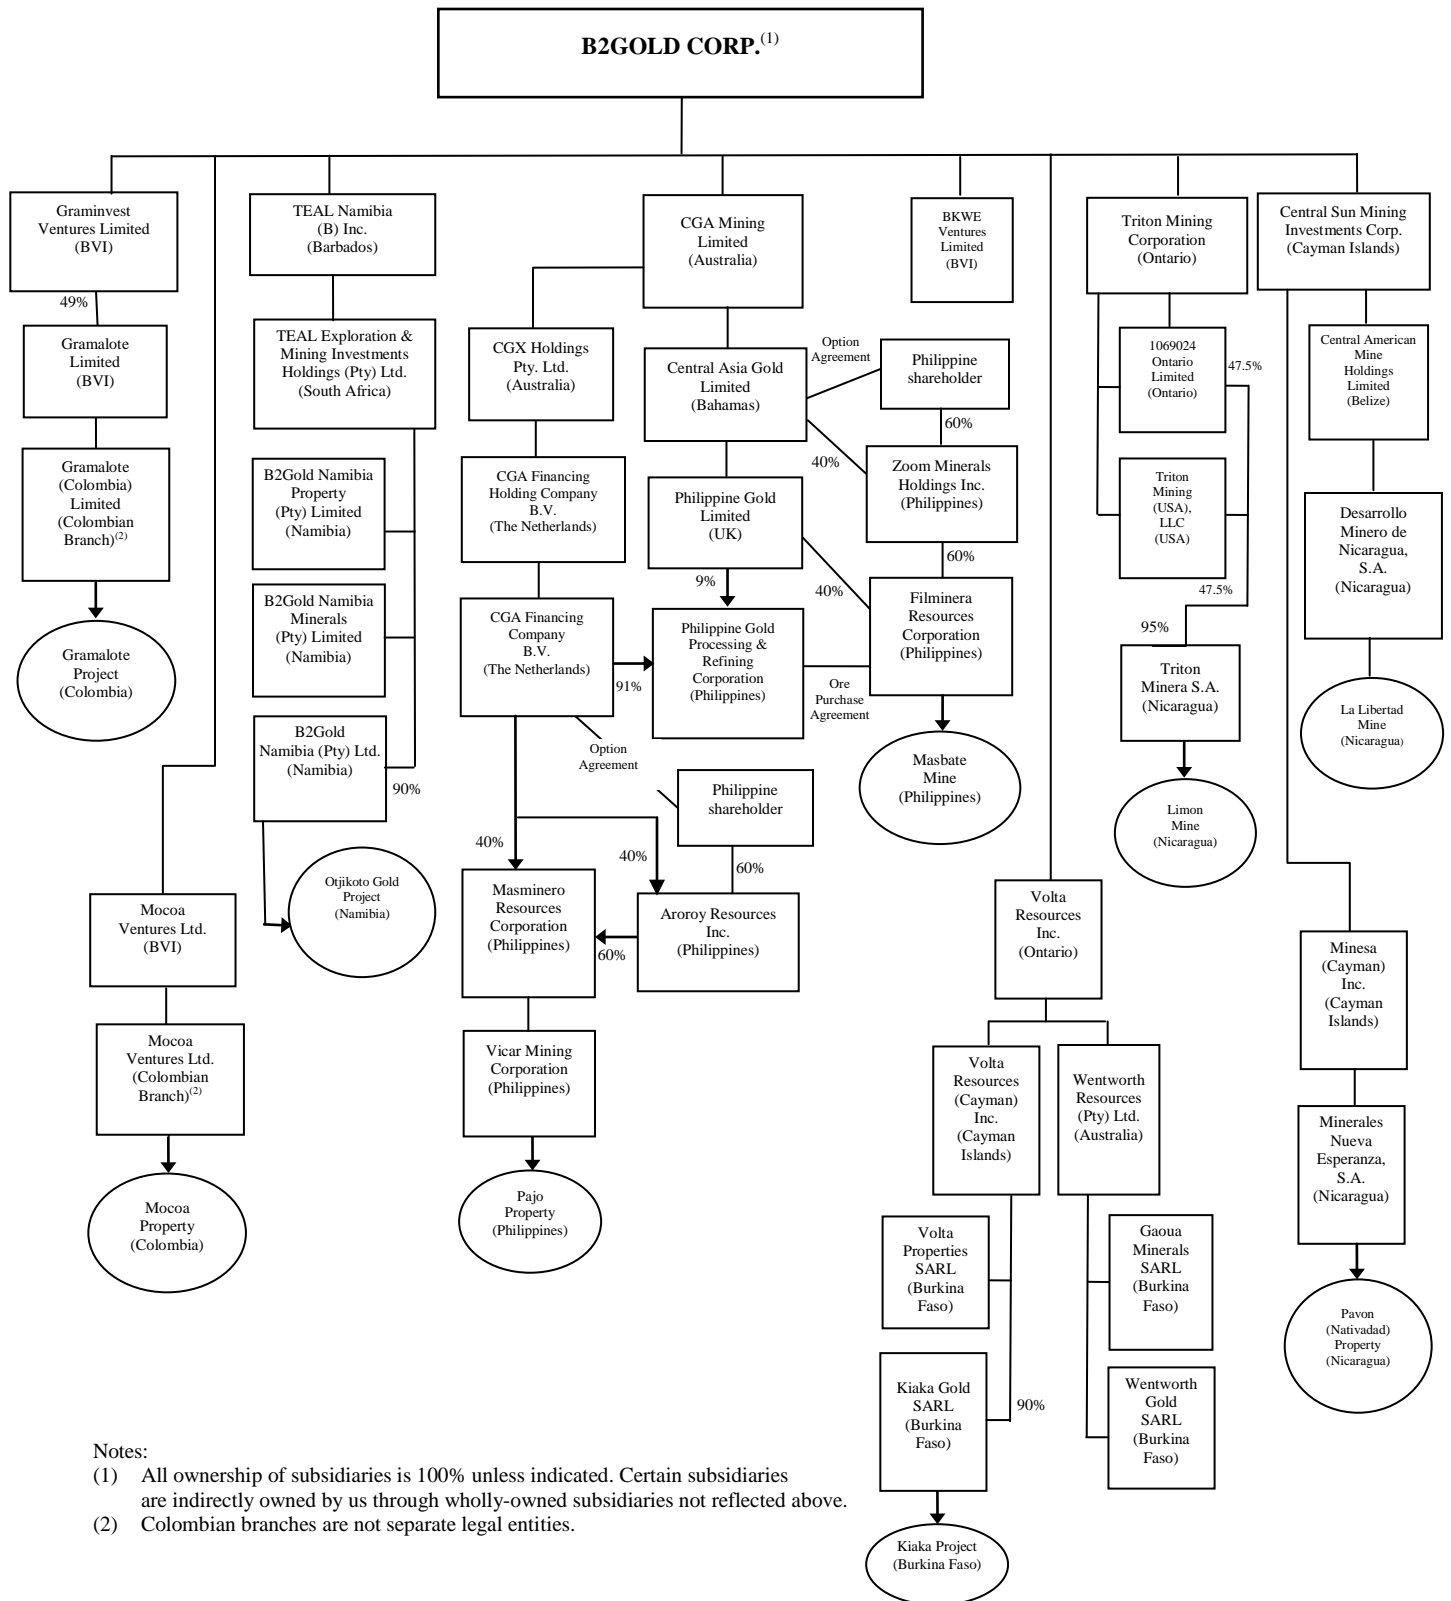 B2GOLD CORP.(1)
Graminvest
Ventures Limited
(BVI)
49%
Gramalote
Limited
(BVI)
Gramalote
(Colombia)
Limited
(Colombian
Branch)(2)
Gramalote
Project
(Colombia)
Mocoa
Ventures Ltd.
(BVI)
Mocoa
Ventures Ltd.
(Colombian
Branch)(2)
Mocoa
Property
(Colombia)
TEAL Namibia
(B) Inc.
(Barbados)
TEAL Exploration &
Mining Investments
Holdings (Pty) Ltd.
(South Africa)
B2Gold Namibia
Property
(Pty) Limited
(Namibia)
B2Gold Namibia
Minerals
(Pty) Limited
(Namibia)
B2Gold
Namibia (Pty) Ltd.
(Namibia)
90%
Otjikoto Gold
Project
(Namibia)
CGA Mining
Limited
(Australia)
CGX Holdings
Pty. Ltd.
(Australia)
CGA Financing
Holding Company
B.V.
(The Netherlands)
CGA Financing
Company
B.V.
(The Netherlands)
91%
Option
Agreement
Central Asia Gold
Limited
(Bahamas)
Option
Agreement
Philippine
shareholder
60%
40%
Zoom Minerals
Holdings Inc.
(Philippines)
60%
Philippine Gold
Limited
(UK)
9%
40%
Philippine Gold
Processing &
Refining
Corporation
(Philippines)
Ore
Purchase
Agreement
Filminera
Resources
Corporation
(Philippines)
Masbate
Mine
(Philippines)
Philippine
shareholder
60%
40%
40%
Masminero
Resources
Corporation
(Philippines)
60%
Aroroy Resources
Inc.
(Philippines)
Vicar Mining
Corporation
(Philippines)
Pajo
Property
(Philippines)
BKWE
Ventures
Limited
(BVI)
Volta
Resources
Inc.
(Ontario)
Volta
Resources
(Cayman)
Inc.
(Cayman
Islands)
Volta
Properties
SARL
(Burkina
Faso)
Kiaka Gold
SARL
(Burkina
Faso)
90%
Kiaka Project
(Burkina Faso)
Wentworth
Resources
(Pty) Ltd.
(Australia)
Gaoua
Minerals
SARL
(Burkina
Faso)
Wentworth
Gold
SARL
(Burkina
Faso)
Triton Mining
Corporation
(Ontario)
1069024
Ontario
Limited
(Ontario)
47.5%
Triton
Mining
(USA),
LLC
(USA)
47.5%
95%
Triton
Minera S.A.
(Nicaragua)
Limon
Mine
(Nicaragua)
Central Sun Mining
Investments Corp.
(Cayman Islands)
Central American
Mine
Holdings
Limited
(Belize)
Desarrollo
Minero de
Nicaragua,
S.A.
(Nicaragua)
La Libertad
Mine
(Nicaragua)
Minesa
(Cayman)
Inc.
(Cayman
Islands)
Minerales
Nueva
Esperanza,
S.A.
(Nicaragua)
Pavon
(Nativadad)
Property
(Nicaragua)
Notes:
(1) All ownership of subsidiaries is 100% unless indicated. Certain subsidiaries
are indirectly owned by us through wholly-owned subsidiaries not reflected above.
(2) Colombian branches are not separate legal entities.